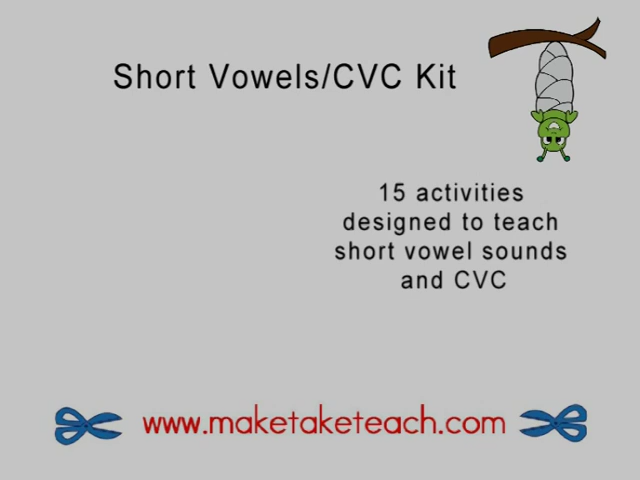 Short Vowels/CVC Kit
15 activities
designed to teach
short vowel sounds
and CVC
www.maketaketeach.com